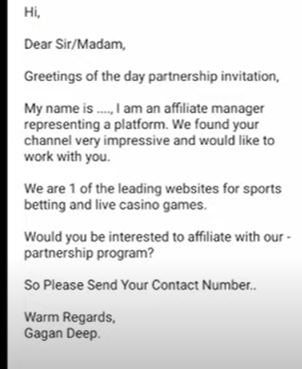 Hi,
Dear Sir/Madam,
Greetings of the day partnership invitation,
My name is ...., I am an affiliate manager
representing a platform. We found your
channel very impressive and would like to
work with you.
We are 1 of the leading websites for sports
betting and live casino games.
Would you be interested to affiliate with our -
partnership program?
So Please Send Your Contact Number..
Warm Regards,
Gagan Deep.